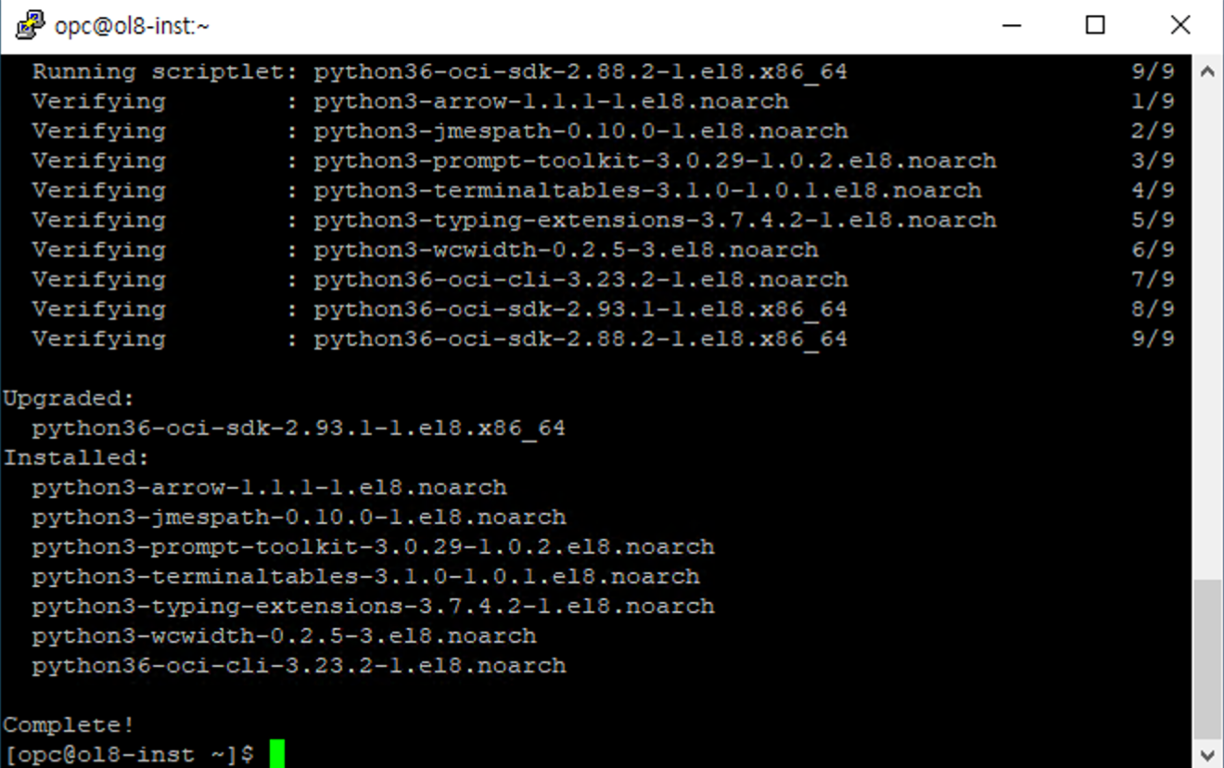 opc@ol8-inst:~
Running scriptlet: python36-oci-sdk-2.88.2-1.el8.x86_64 9/9
Verifying : python3-arrow-1.1.1-1.el8.noarch 1/9
Verifying : python3-jmespath-0.10.0-1.el8.noarch 2/9
Verifying : python3-prompt-toolkit-3.0.29-1.0.2.el8.noarch 3/9
Verifying : python3-terminaltables-3.1.0-1.0.1.el8.noarch 4/9
Verifying : python3-typing-extensions-3.7.4.2-1.el8.noarch 5/9
Verifying : python3-wcwidth-0.2.5-3.el8.noarch 6/9
Verifying : python36-oci-cli-3.23.2-1.el8.noarch 7/9
Verifying : python36-oci-sdk-2.93.1-1.el8.x86_64 8/9
Verifying : python36-oci-sdk-2.88.2-1.el8.x86_64 9/9
Upgraded:
python36-oci-sdk-2.93.1-1.el8.x86_64
Installed:
python3-arrow-1.1.1-1.el8.noarch
python3-jmespath-0.10.0-1.el8.noarch
python3-prompt-toolkit-3.0.29-1.0.2.el8.noarch
python3-terminaltables-3.1.0-1.0.1.el8.noarch
python3-typing-extensions-3.7.4.2-1.el8.noarch
python3-wcwidth-0.2.5-3.el8.noarch
python36-oci-cli-3.23.2-1.el8.noarch
Complete!
[opc@ol8-inst ~]$